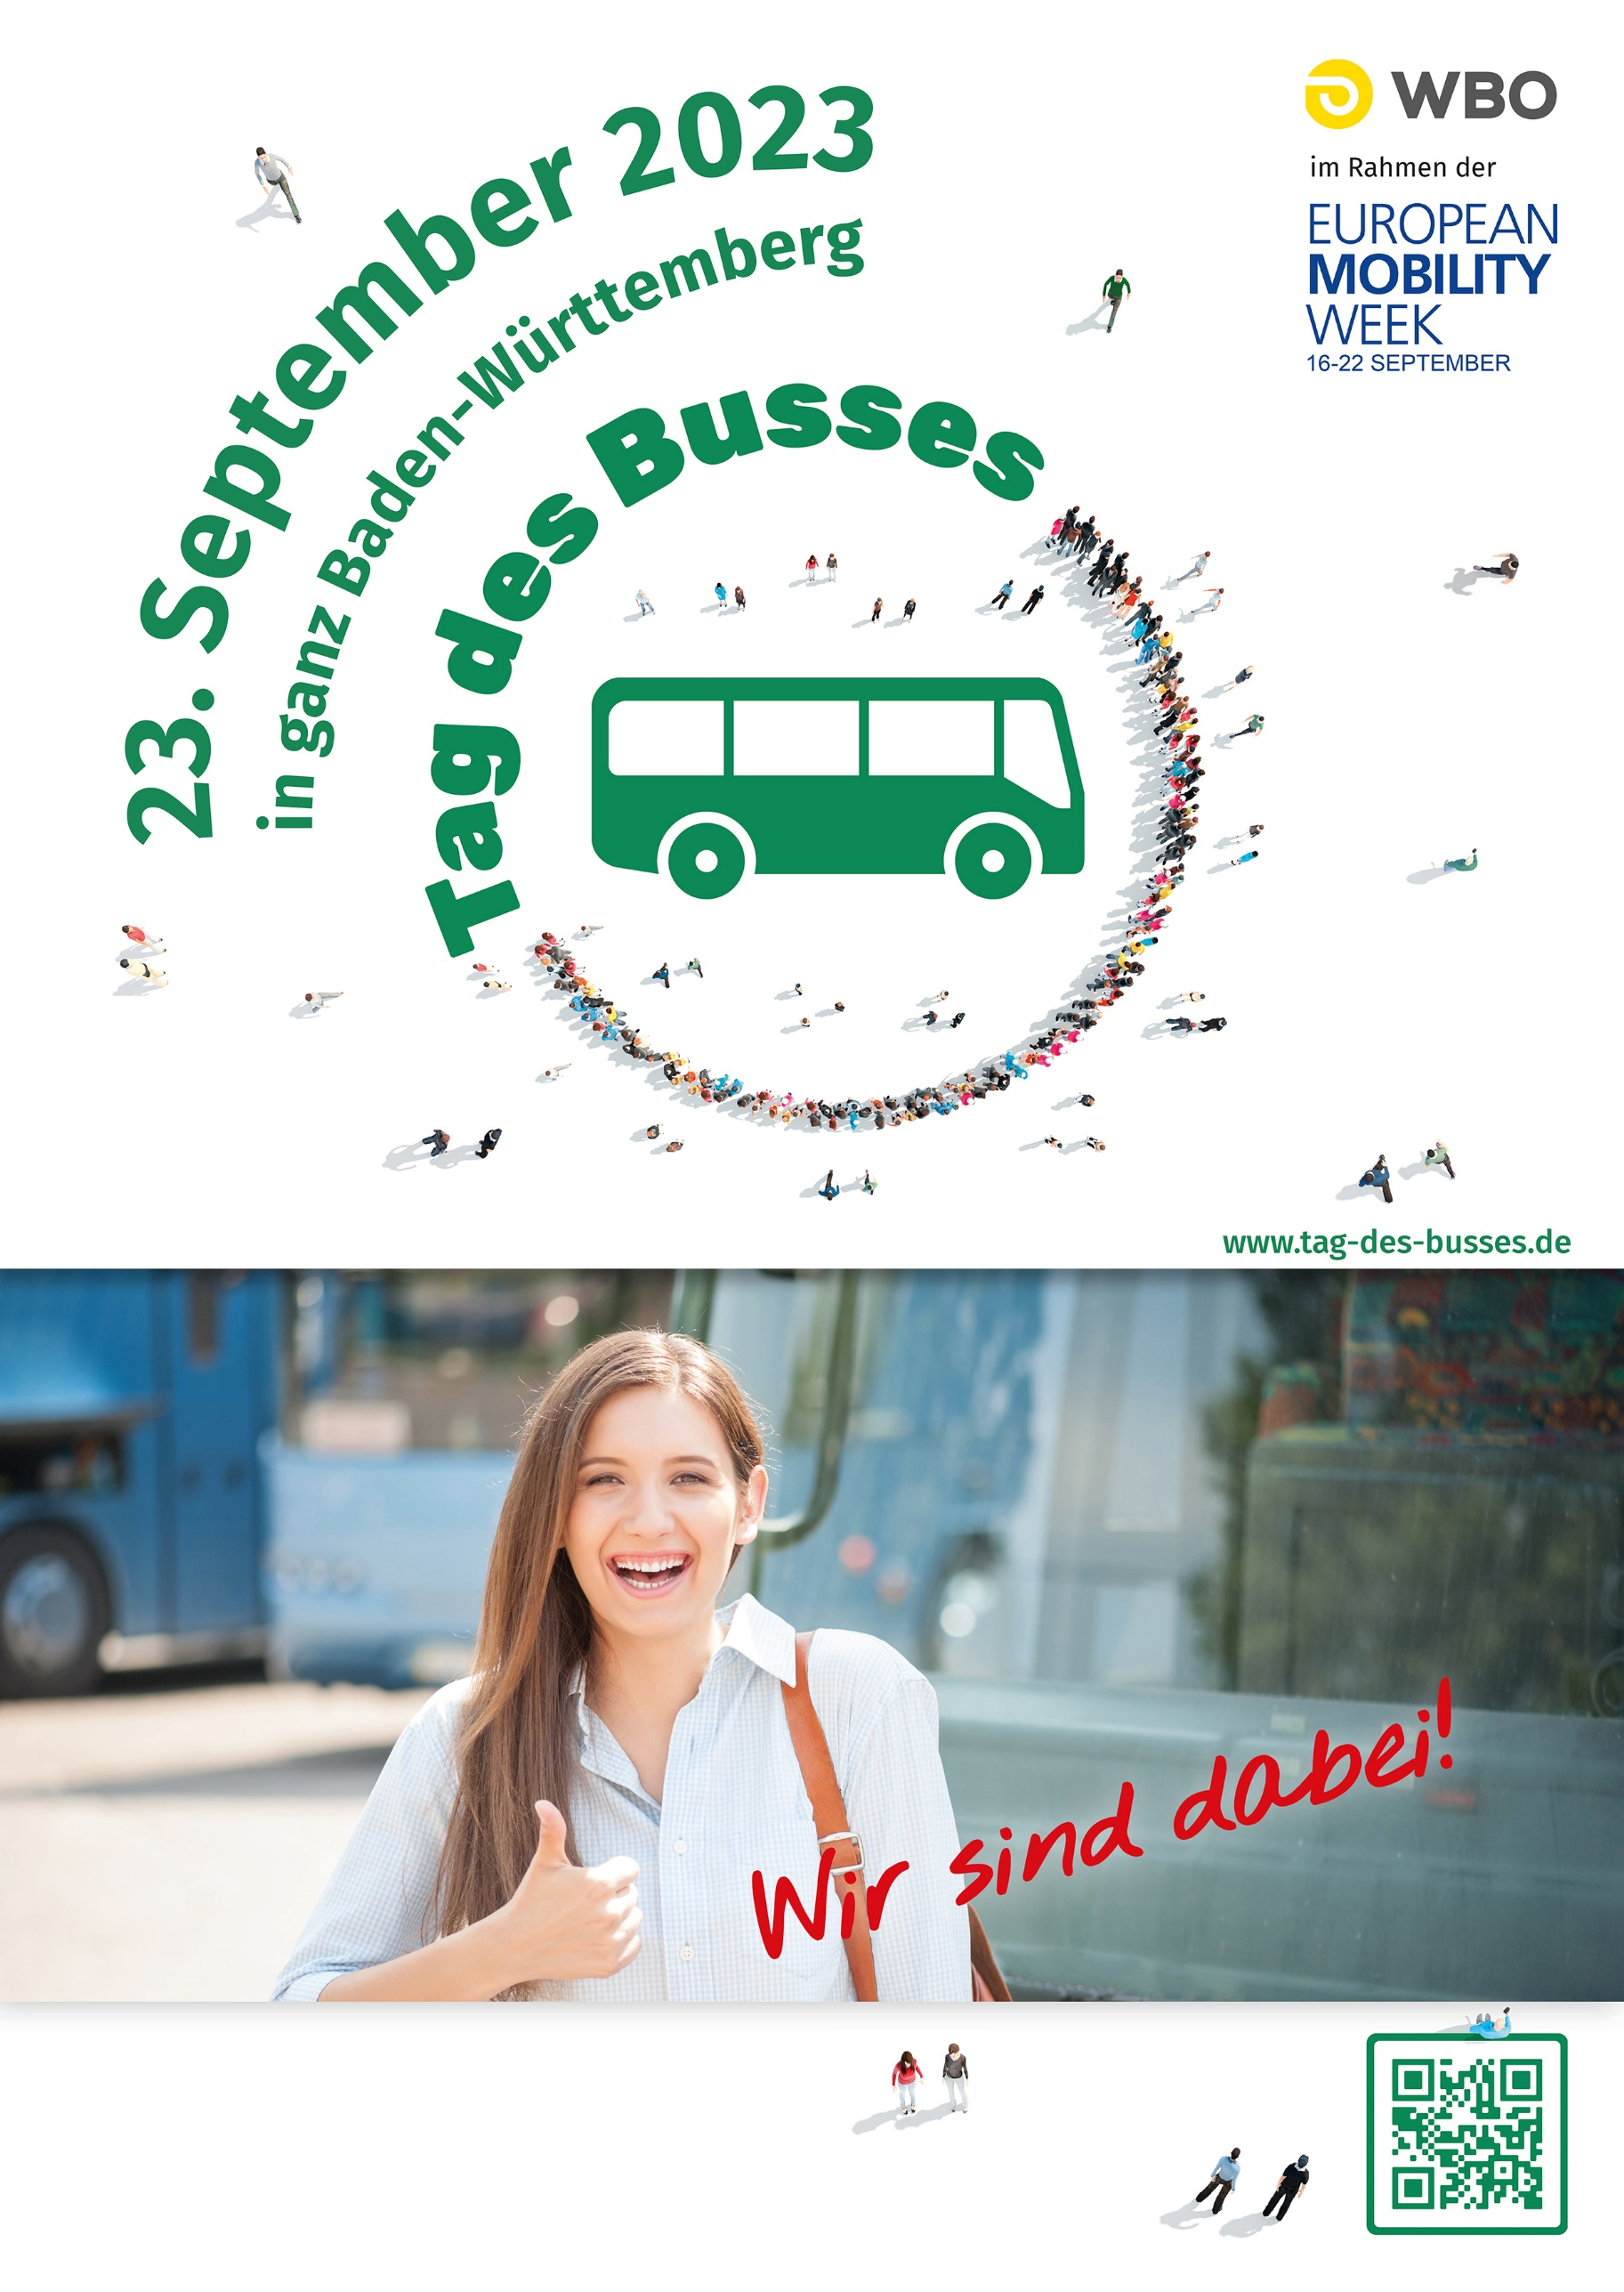 23. September 2023
in ganz Baden-Württemberg
Tag des Busses
WBO
im Rahmen der
EUROPEAN
MOBILITY
WEEK
16-22 SEPTEMBER
www.tag-des-busses.de
Wir sind dabei!